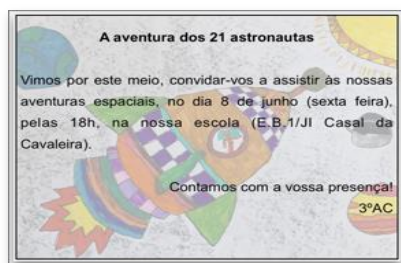 A aventura dos 21 astronautas
Vimos por este meio, convidar-vos a assistir às nossas
aventuras espaciais, no dia 8 de junho (sexta feira),
pelas 18h, na nossa escola (E.B.1/JI Casal da
Cavaleira).
Contamos com a vossa presença!
3ºAC